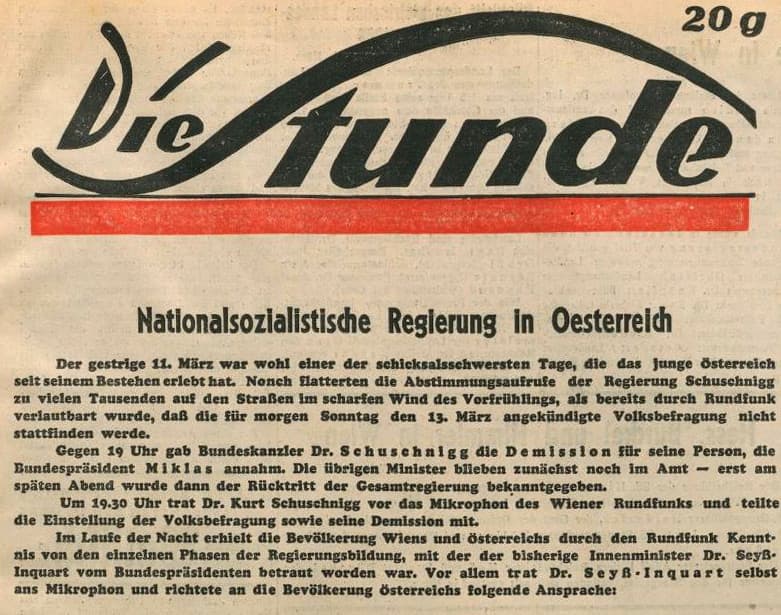 20 g
Die Stunde
Nationalsozialistische Regierung in Oesterreich
Der gestrige 11. März war wohl einer der schicksalsschwersten Tage, die das junge Österreich
seit seinem Bestehen erlebt hat. Nonch flatterten die Abstimmungsaufrufe der Regierung Schuschnigg
zu vielen Tausenden auf den Straßen im scharfen Wind des Vorfrühlings, als bereits durch Rundfunk
verlautbart wurde, daß die für morgen Sonntag den 13. März angekündigte Volksbefragung nicht
stattfinden werde.
Gegen 19 Uhr gab Bundeskanzler Dr. Schuschnigg die Demission für seine Person, die
Bundespräsident Miklas annahm. Die übrigen Minister blieben zunächst noch im Amt — erst am
späten Abend wurde dann der Rücktritt der Gesamtregierung bekanntgegeben.
Um 19.30 Uhr trat Dr. Kurt Schuschnigg vor das Mikrophon des Wiener Rundfunks und teilte
die Einstellung der Volksbefragung sowie seine Demission mit.
Im Laufe der Nacht erhielt die Bevölkerung Wiens und Österreichs durch den Rundfunk Kennt-
nis von den einzelnen Phasen der Regierungsbildung, mit der der bisherige Innenminister Dr. Seyß-
Inquart vom Bundespräsidenten betraut worden war. Vor allem trat Dr. Seyß-Inquart selbst
ans Mikrophon und richtete an die Bevölkerung Österreichs folgende Ansprache: